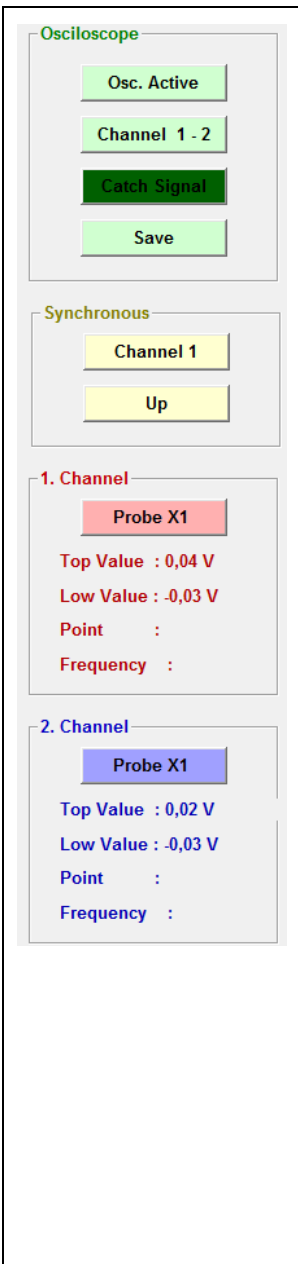 Osciloscope
Osc. Active
Channel 1 - 2
Catch Signal
Save
Synchronous
Channel 1
Up
1. Channel
Probe X1
Top Value : 0,04 V
Low Value : -0,03 V
Point :
Frequency :
2. Channel
Probe X1
Top Value : 0,02 V
Low Value : -0,03 V
Point :
Frequency :